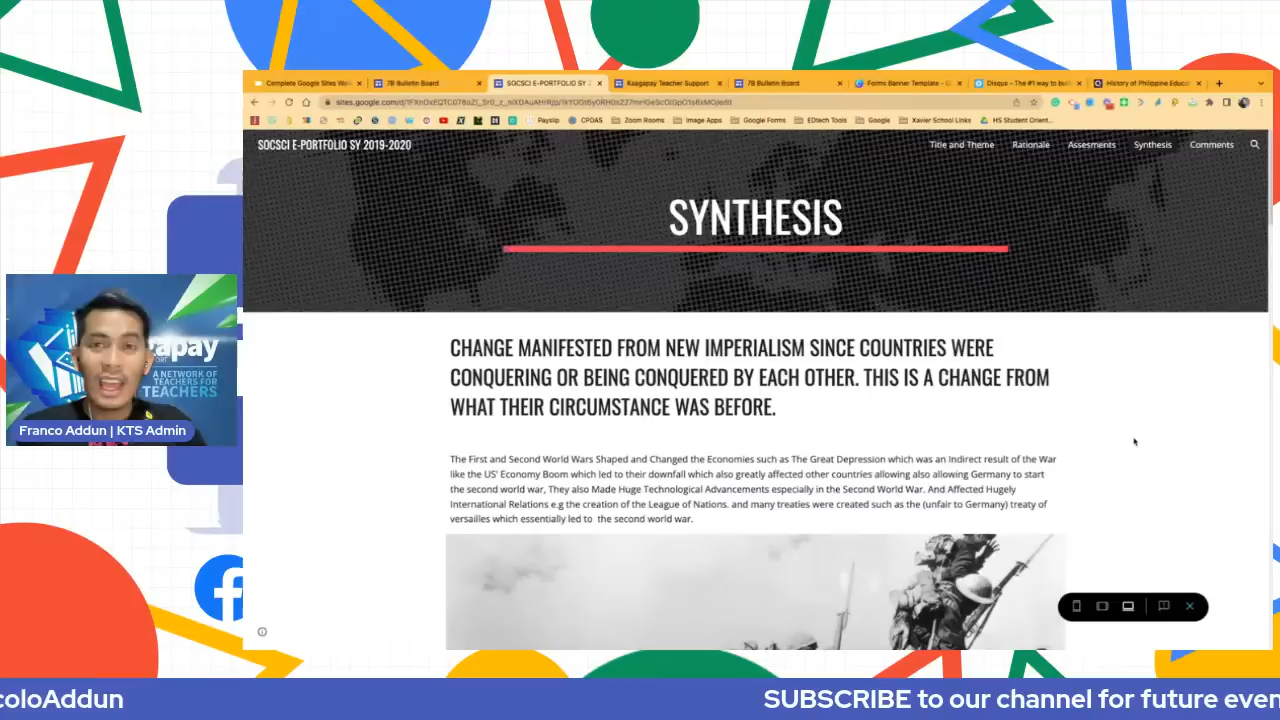 Complete Google Sites We
7B Bulletin Board
SOCSCI E-PORTFOLIO SY 2
Kaagapay Teacher Support
7B Bulletin Board
Forms Banner Template - G
Disqus – The #1 way to buil
History of Philippine Educat
Payslip
CPDAS
Zoom Rooms
Image Apps
Google Forms
EDtech Tools
Google
Xavier School Links
HS Student Orient...
SOCSCI E-PORTFOLIO SY 2019-2020
Title and Theme
Rationale
Assesments
Synthesis
Comments
SYNTHESIS
CHANGE MANIFESTED FROM NEW IMPERIALISM SINCE COUNTRIES WERE
CONQUERING OR BEING CONQUERED BY EACH OTHER. THIS IS A CHANGE FROM
WHAT THEIR CIRCUMSTANCE WAS BEFORE.
The First and Second World Wars Shaped and Changed the Economies such as The Great Depression which was an Indirect result of the War
like the US' Economy Boom which led to their downfall which also greatly affected other countries allowing also allowing Germany to start
the second world war, They also Made Huge Technological Advancements especially in the Second World War. And Affected Hugely
International Relations e.g the creation of the League of Nations. and many treaties were created such as the (unfair to Germany) treaty of
versailles which essentially led to the second world war.
apay
A NETWORK OF
TEACHERS FOR
TEACHERS
Franco Addun | KTS Admin
coloAddun
SUBSCRIBE to our channel for future even